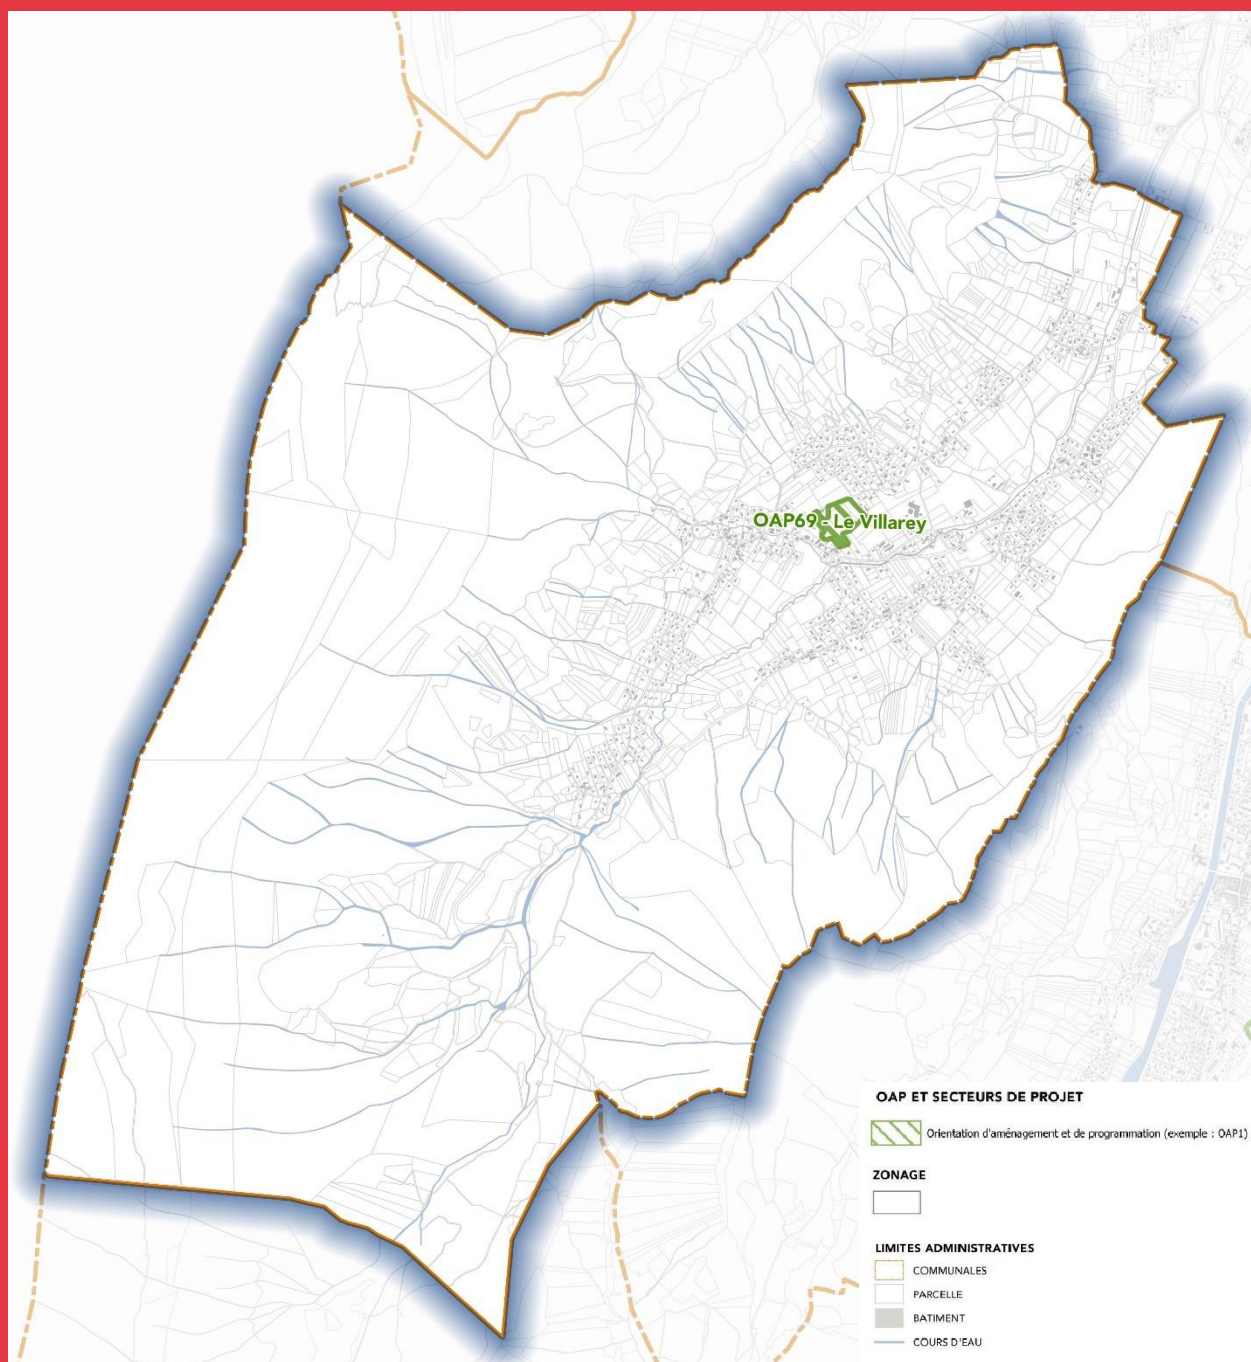 OAP69 - Le Villarey
OAP ET SECTEURS DE PROJET
Orientation d'aménagement et de programmation (exemple : OAP1)
ZONAGE
LIMITES ADMINISTRATIVES
COMMUNALES
PARCELLE
BATIMENT
COURS D'EAU